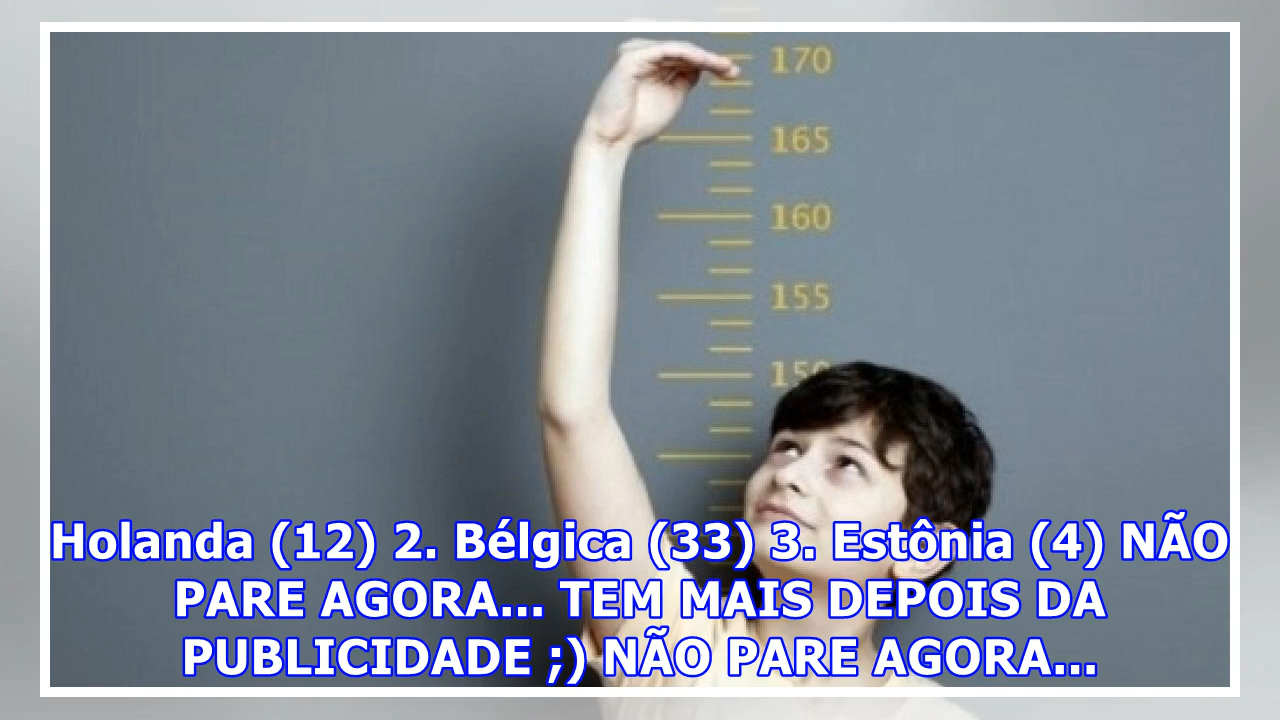 170
165
160
155
150
Holanda (12) 2. Bélgica (33) 3. Estônia (4) NÃO
PARE AGORA... TEM MAIS DEPOIS DA
PUBLICIDADE ;) NÃO PARE AGORA...